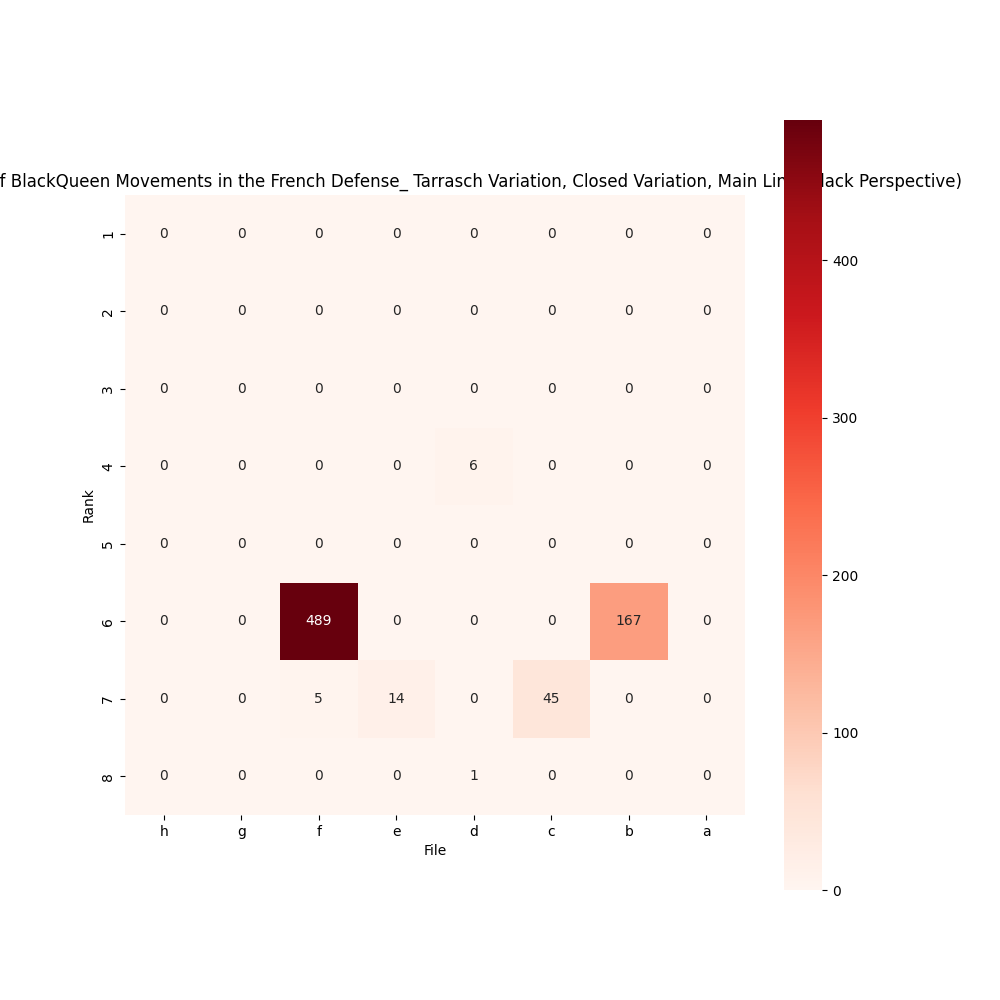 f BlackQueen Movements in the French Defense_ Tarrasch Variation, Closed Variation, Main Lin lack Perspective)
1 0 0 0 0 0 0 0 0
2 0 0 0 0 0 0 0 0
3 0 0 0 0 0 0 0 0
4 0 0 0 0 6 0 0 0
5 0 0 0 0 0 0 0 0
6 0 0 489 0 0 0 167 0
7 0 0 5 14 0 45 0 0
8 0 0 0 0 1 0 0 0
h g f e d c b a
File
Rank
400
300
200
100
0